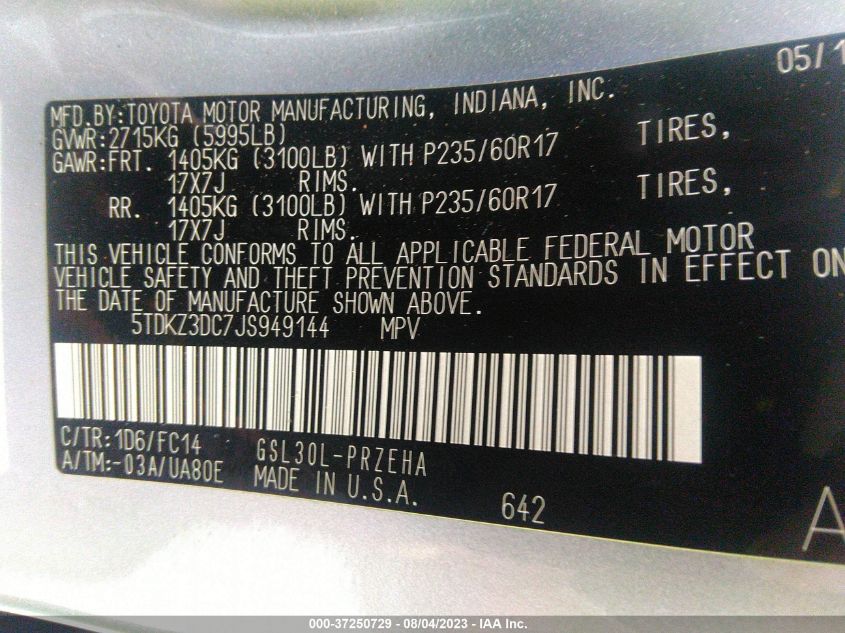 05/1
MFD.BY:TOYOTA MOTOR MANUFACTURING, INDIANA, INC.
GVWR:2715KG (5995LB)
GAWR:FRT. 1405KG (3100LB) WITH P235/60R17 TIRES,
17X7J RIMS.
RR. 1405KG (3100LB) WITH P235/60R17 TIRES,
17X7J RIMS.
THIS VEHICLE CONFORMS TO ALL APPLICABLE FEDERAL MOTOR
VEHICLE SAFETY AND THEFT PREVENTION STANDARDS IN EFFECT ON
THE DATE OF MANUFACTURE SHOWN ABOVE.
5TDKZ3DC7JS949144 MPV
C/TR:1D6/FC14 GSL30L-PRZEHA
A/TM:-03A/UA80E MADE IN U.S.A. 642
A
000-37250729 — 08/04/2023 — IAA Inc.